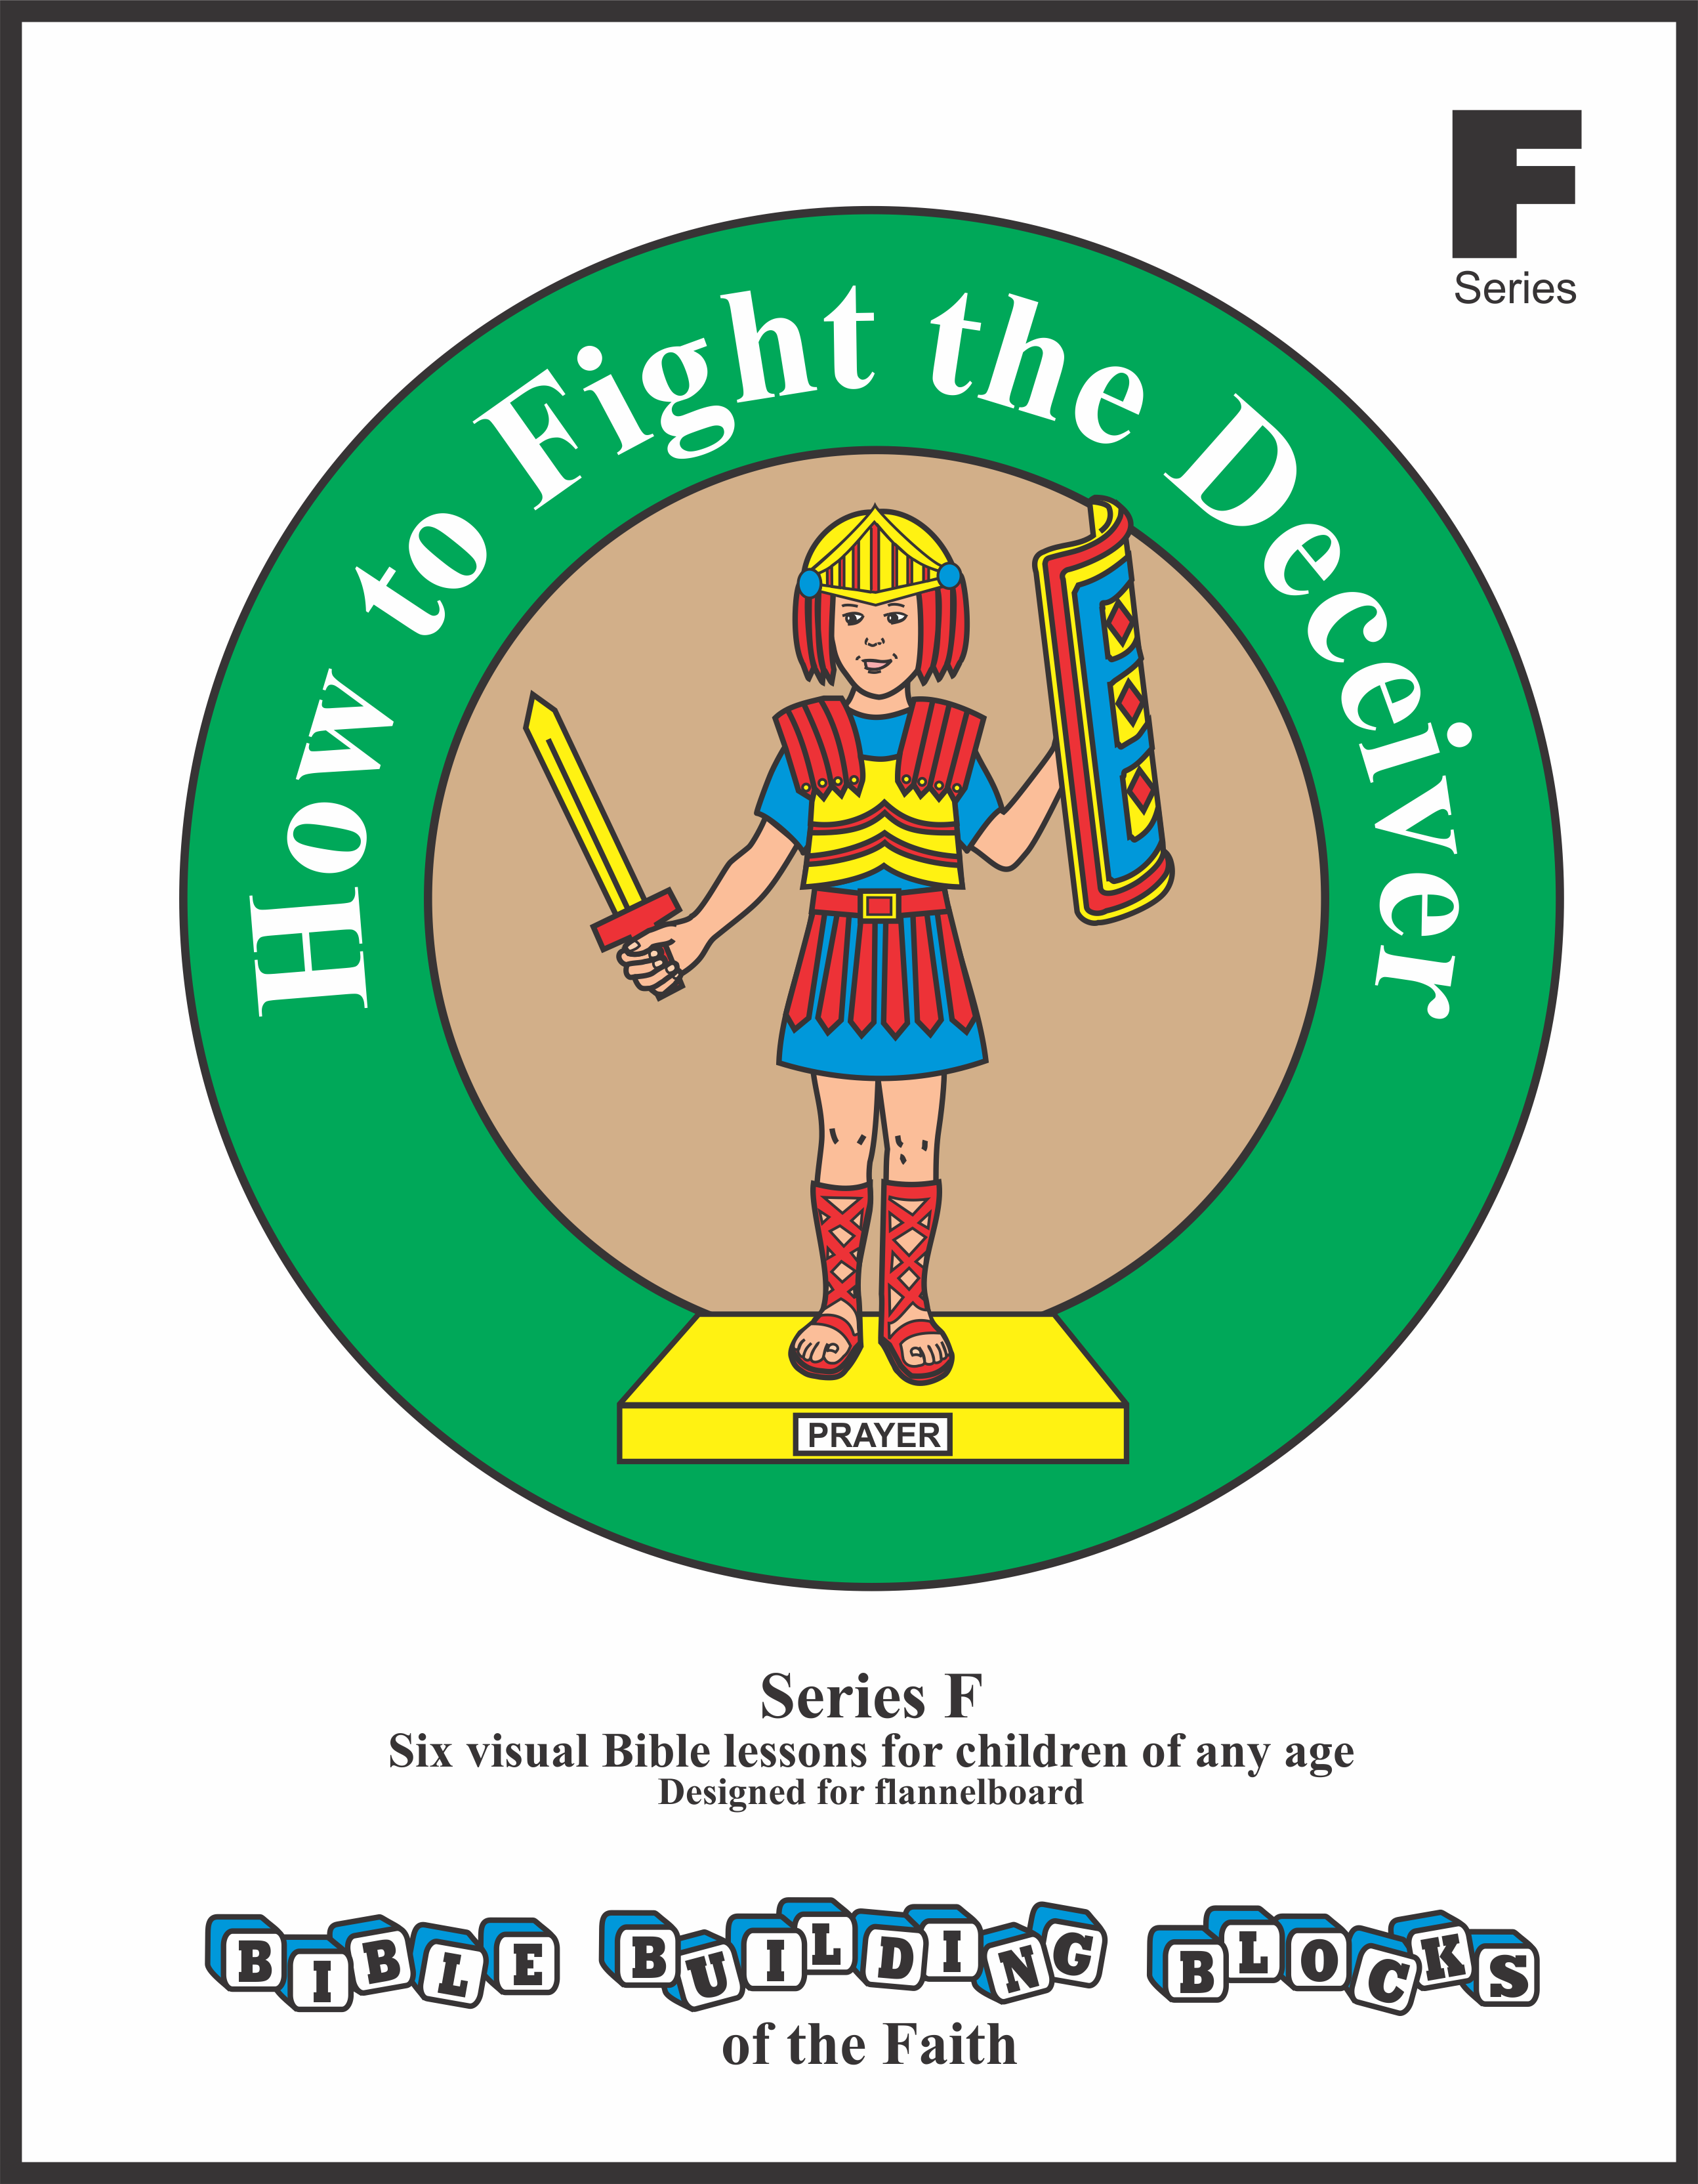 F
Series
How to Fight the Deceiver
PRAYER
Series F
Six visual Bible lessons for children of any age
Designed for flannelboard
BIBLE BUILDING BLOCKS
of the Faith